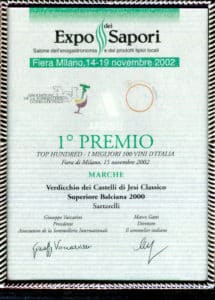 Expo dei Sapori
Salone dell'enogastronomia e dei prodotti tipici locali
Fiera Milano, 14-19 novembre 2002
1° PREMIO
TOP HUNDRED - I MIGLIORI 100 VINI D'ITALIA
Fiera di Milano, 15 novembre 2002
MARCHE
Verdicchio dei Castelli di Jesi Classico
Superiore Balciana 2000
Sartarelli
Giuseppe Vaccarini
Marco Gatti
Presidente
Direttore
Association de la Sommellerie Internationale
Il sommelier italiano